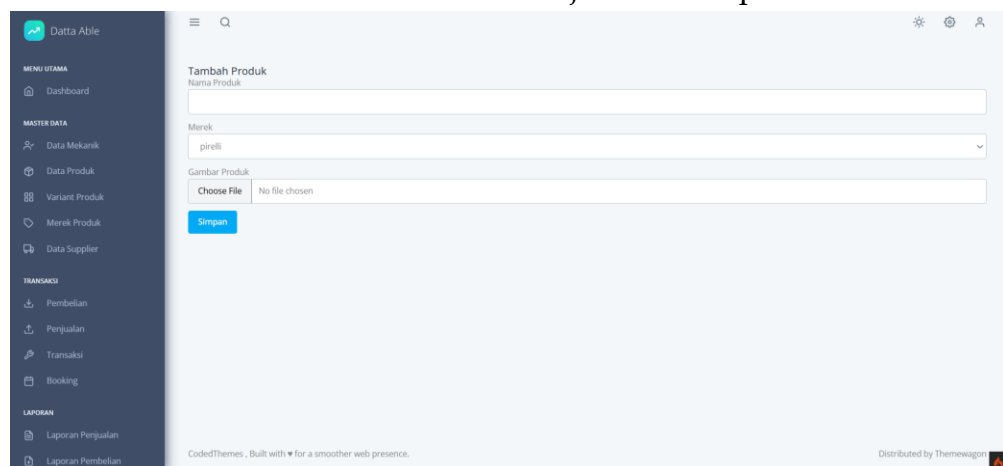 Datta Able
MENU UTAMA
Dashboard
MASTER DATA
Data Mekanik
Data Produk
Variant Produk
Merek Produk
Data Supplier
TRANSAKSI
Pembelian
Penjualan
Transaksi
Booking
LAPORAN
Laporan Penjualan
Laporan Pembelian
Tambah Produk
Nama Produk
Merek
pirelli
Gambar Produk
Choose File No file chosen
Simpan
CodedThemes , Built with ♥ for a smoother web presence.
Distributed by Themewagon